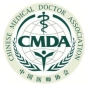 CHINESE MEDICAL DOCTOR ASSOCIATION
CMDA
中国医师协会